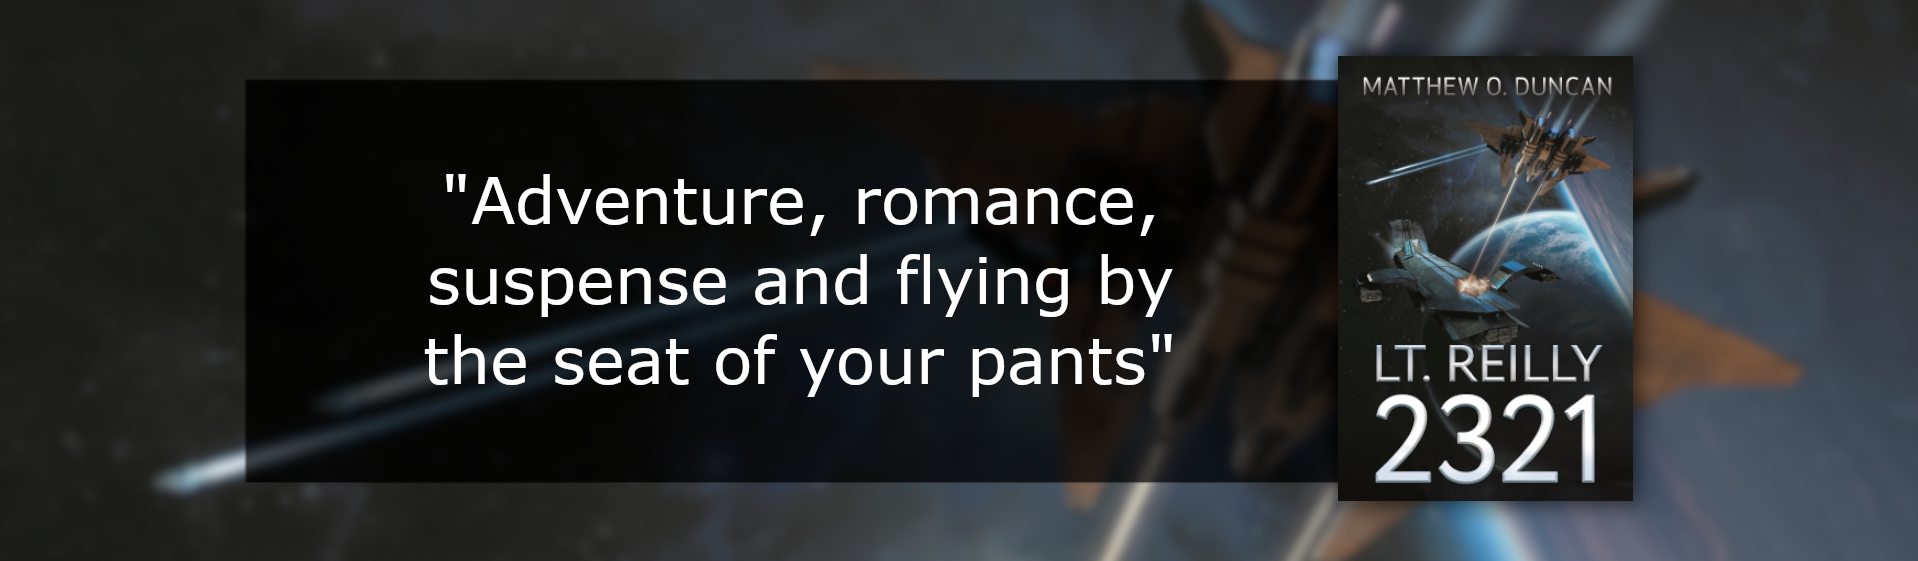 "Adventure, romance,
suspense and flying by
the seat of your pants"
MATTHEW O. DUNCAN
LT. REILLY
2321